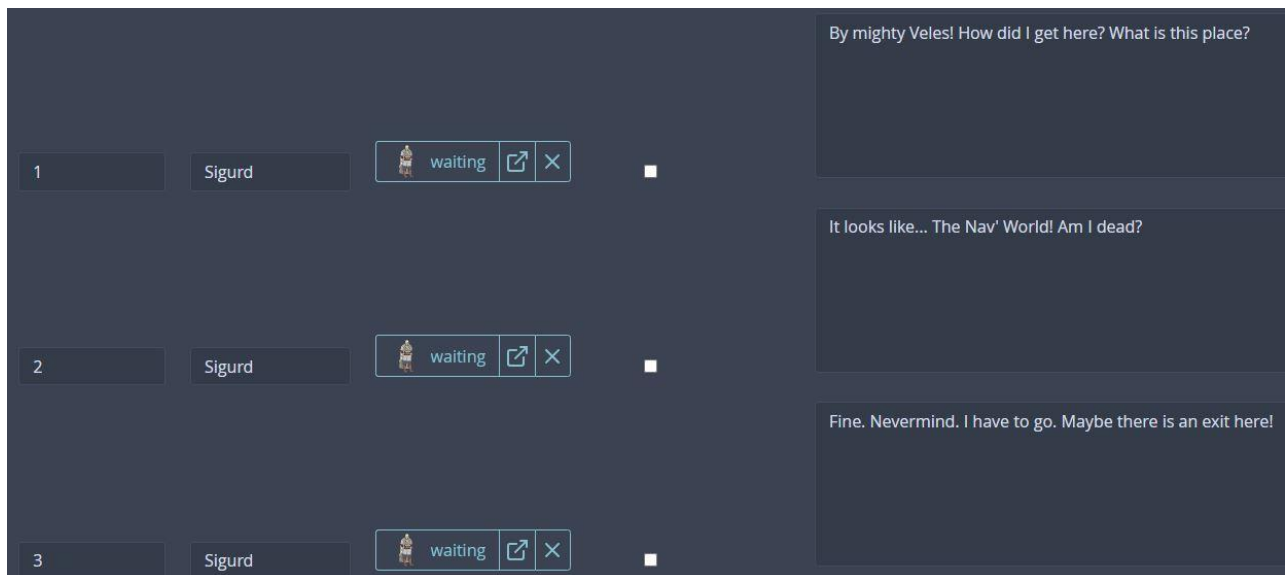 By mighty Veles! How did I get here? What is this place?
1 Sigurd waiting
It looks like... The Nav' World! Am I dead?
2 Sigurd waiting
Fine. Nevermind. I have to go. Maybe there is an exit here!
3 Sigurd waiting